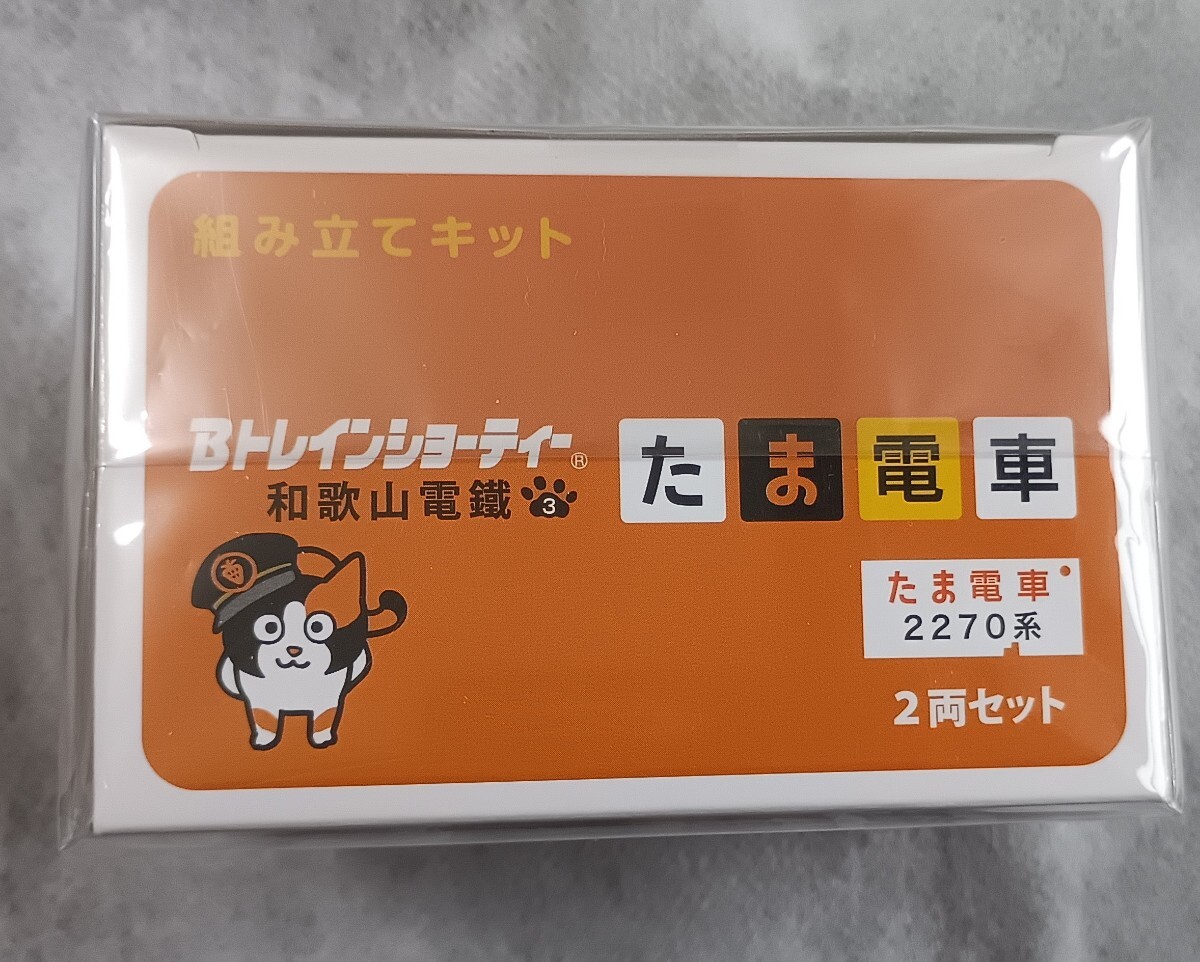 組み立てキット
Bトレインショーティー®
和歌山電鐵 3
たま電車
たま電車
2270系
2両セット